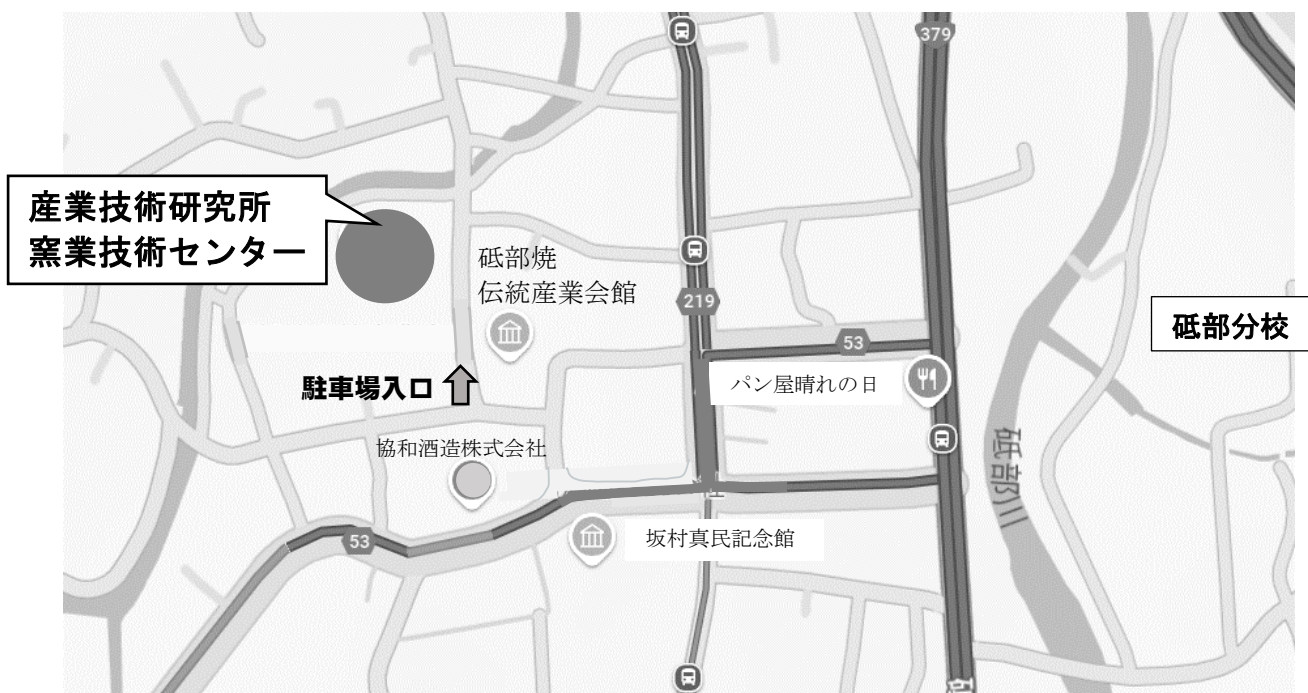 379
産業技術研究所
窯業技術センター
砥部焼
伝統産業会館
219
53
砥部分校
パン屋晴れの日
駐車場入口
協和酒造株式会社
砥部川
53
坂村真民記念館